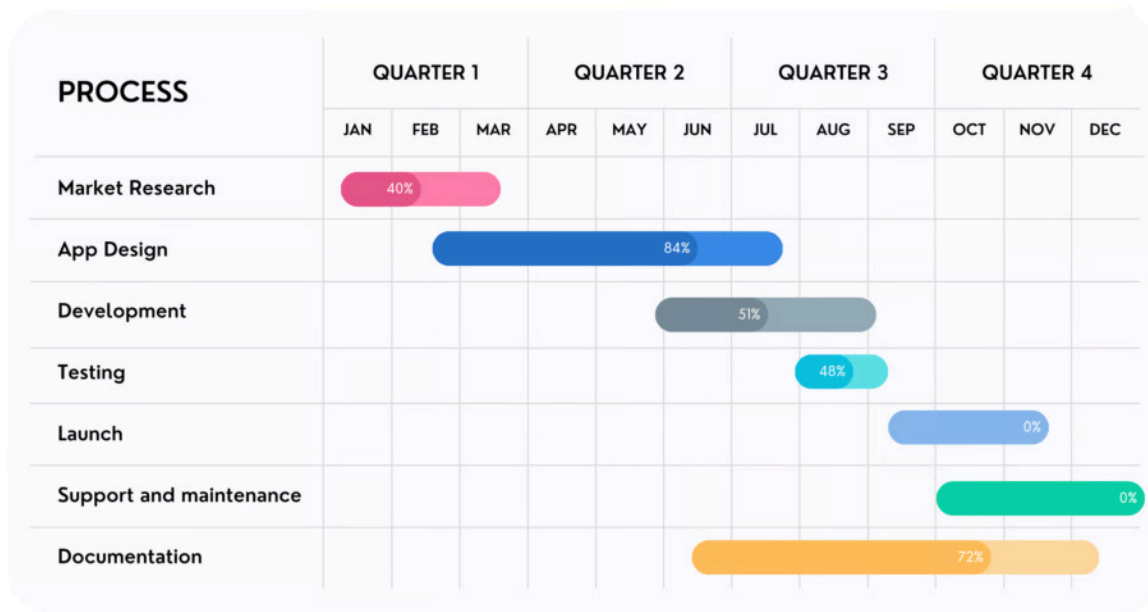 PROCESS
QUARTER 1 QUARTER 2 QUARTER 3 QUARTER 4
JAN FEB MAR APR MAY JUN JUL AUG SEP OCT NOV DEC
Market Research 40%
App Design 84%
Development 51%
Testing 48%
Launch 0%
Support and maintenance 0%
Documentation 72%